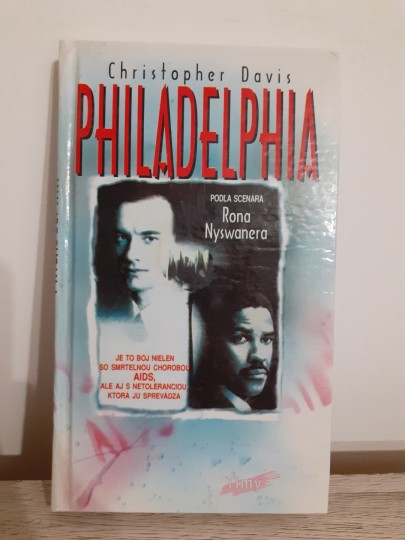 Christopher Davis
PHILADELPHIA
PODĽA SCENÁRA
Rona
Nyswanera
JE TO BOJ NIELEN
SO SMRTEĽNOU CHOROBOU
AIDS,
ALE AJ S NETOLERANCIOU,
KTORÁ JU SPREVÁDZA